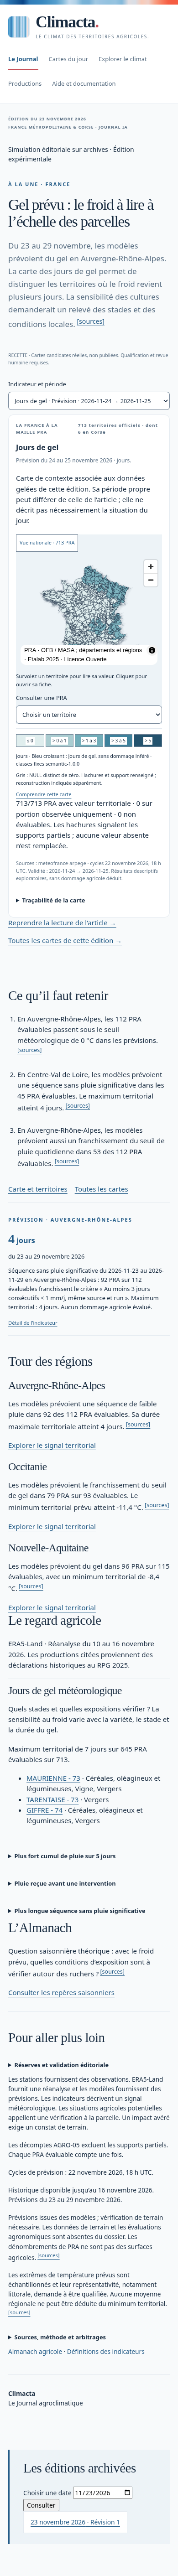 Climacta.
LE CLIMAT DES TERRITOIRES AGRICOLES.
Le Journal Cartes du jour Explorer le climat
Productions Aide et documentation
ÉDITION DU 23 NOVEMBRE 2026
FRANCE MÉTROPOLITAINE & CORSE · JOURNAL IA
Simulation éditoriale sur archives · Édition
expérimentale
À LA UNE · FRANCE
Gel prévu : le froid à lire à
l’échelle des parcelles
Du 23 au 29 novembre, les modèles
prévoient du gel en Auvergne-Rhône-Alpes.
La carte des jours de gel permet de
distinguer les territoires où le froid revient
plusieurs jours. La sensibilité des cultures
demanderait un relevé des stades et des
conditions locales. [sources]
RECETTE · Cartes candidates réelles, non publiées. Qualification et revue
humaine requises.
Indicateur et période
Jours de gel · Prévision · 2026-11-24 → 2026-11-25
LA FRANCE À LA
MAILLE PRA
713 territoires officiels · dont
6 en Corse
Jours de gel
Prévision du 24 au 25 novembre 2026 · jours.
Carte de contexte associée aux données
gelées de cette édition. Sa période propre
peut différer de celle de l’article ; elle ne
décrit pas nécessairement la situation du
jour.
Vue nationale · 713 PRA
+
−
PRA · OFB / MASA ; départements et régions
· Etalab 2025 · Licence Ouverte
Survolez un territoire pour lire sa valeur. Cliquez pour
ouvrir sa fiche.
Consulter une PRA
Choisir un territoire
≤ 0
> 0 à 1
> 1 à 3
> 3 à 5
> 5
jours · Bleu croissant : jours de gel, sans dommage inféré ·
classes fixes semantic-1.0.0
Gris : NULL distinct de zéro. Hachures et support renseigné ;
reconstruction indiquée séparément.
Comprendre cette carte
713/713 PRA avec valeur territoriale · 0 sur
portion observée uniquement · 0 non
évaluables. Les hachures signalent les
supports partiels ; aucune valeur absente
n’est remplacée.
Sources : meteofrance-arpege · cycles 22 novembre 2026, 18 h
UTC. Validité : 2026-11-24 → 2026-11-25. Résultats descriptifs
exploratoires, sans dommage agricole déduit.
▸ Traçabilité de la carte
Reprendre la lecture de l’article →
Toutes les cartes de cette édition →
Ce qu’il faut retenir
1. En Auvergne-Rhône-Alpes, les 112 PRA
évaluables passent sous le seuil
météorologique de 0 °C dans les prévisions.
[sources]
2. En Centre-Val de Loire, les modèles prévoient
une séquence sans pluie significative dans les
45 PRA évaluables. Le maximum territorial
atteint 4 jours. [sources]
3. En Auvergne-Rhône-Alpes, les modèles
prévoient aussi un franchissement du seuil de
pluie quotidienne dans 53 des 112 PRA
évaluables. [sources]
Carte et territoires Toutes les cartes
PRÉVISION · AUVERGNE-RHÔNE-ALPES
4 jours
du 23 au 29 novembre 2026
Séquence sans pluie significative du 2026-11-23 au 2026-
11-29 en Auvergne-Rhône-Alpes : 92 PRA sur 112
évaluables franchissent le critère « Au moins 3 jours
consécutifs < 1 mm/j, même source et run ». Maximum
territorial : 4 jours. Aucun dommage agricole évalué.
Détail de l’indicateur
Tour des régions
Auvergne-Rhône-Alpes
Les modèles prévoient une séquence de faible
pluie dans 92 des 112 PRA évaluables. Sa durée
maximale territoriale atteint 4 jours. [sources]
Explorer le signal territorial
Occitanie
Les modèles prévoient le franchissement du seuil
de gel dans 79 PRA sur 93 évaluables. Le
minimum territorial prévu atteint -11,4 °C. [sources]
Explorer le signal territorial
Nouvelle-Aquitaine
Les modèles prévoient du gel dans 96 PRA sur 115
évaluables, avec un minimum territorial de -8,4
°C. [sources]
Explorer le signal territorial
Le regard agricole
ERA5-Land · Réanalyse du 10 au 16 novembre
2026. Les productions citées proviennent des
déclarations historiques au RPG 2025.
Jours de gel météorologique
Quels stades et quelles expositions vérifier ? La
sensibilité au froid varie avec la variété, le stade et
la durée du gel.
Maximum territorial de 7 jours sur 645 PRA
évaluables sur 713.
• MAURIENNE - 73 · Céréales, oléagineux et
légumineuses, Vigne, Vergers
• TARENTAISE - 73 · Vergers
• GIFFRE - 74 · Céréales, oléagineux et
légumineuses, Vergers
▸ Plus fort cumul de pluie sur 5 jours
▸ Pluie reçue avant une intervention
▸ Plus longue séquence sans pluie significative
L’Almanach
Question saisonnière théorique : avec le froid
prévu, quelles conditions d’exposition sont à
vérifier autour des ruchers ? [sources]
Consulter les repères saisonniers
Pour aller plus loin
▸ Réserves et validation éditoriale
Les stations fournissent des observations. ERA5-Land
fournit une réanalyse et les modèles fournissent des
prévisions. Les indicateurs décrivent un signal
météorologique. Les situations agricoles potentielles
appellent une vérification à la parcelle. Un impact avéré
exige un constat de terrain.
Les décomptes AGRO-05 excluent les supports partiels.
Chaque PRA évaluable compte une fois.
Cycles de prévision : 22 novembre 2026, 18 h UTC.
Historique disponible jusqu’au 16 novembre 2026.
Prévisions du 23 au 29 novembre 2026.
Prévisions issues des modèles ; vérification de terrain
nécessaire. Les données de terrain et les évaluations
agronomiques sont absentes du dossier. Les
dénombrements de PRA ne sont pas des surfaces
agricoles. [sources]
Les extrêmes de température prévus sont
échantillonnés et leur représentativité, notamment
littorale, demande à être qualifiée. Aucune moyenne
régionale ne peut être déduite du minimum territorial.
[sources]
▸ Sources, méthode et arbitrages
Almanach agricole · Définitions des indicateurs
Climacta
Le Journal agroclimatique
Les éditions archivées
Choisir une date 11/23/2026
Consulter
23 novembre 2026 · Révision 1